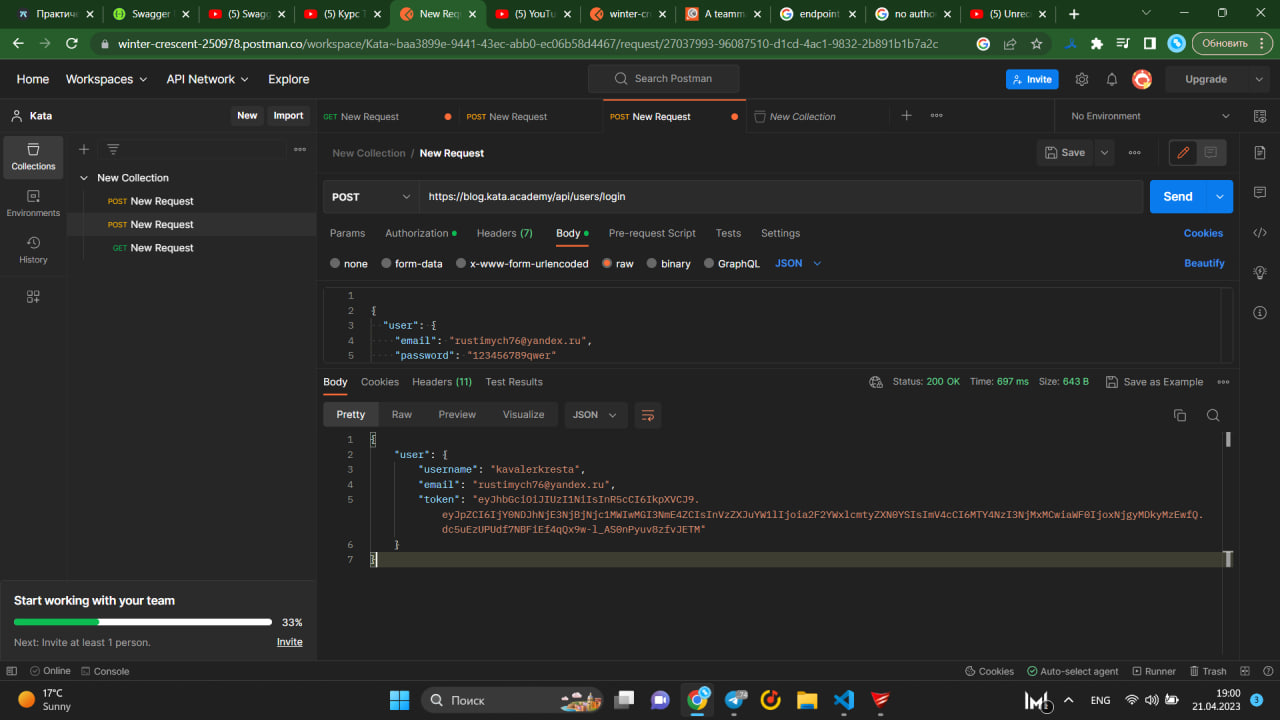 Практиче
Swagger
(5) Swagg
(5) Курс
New Req
(5) YouTu
winter-cr
A teamma
endpoint
no autho
(5) Unrec
winter-crescent-250978.postman.co/workspace/Kata~baa3899e-9441-43ec-abb0-ec06b58d4467/request/27037993-96087510-d1cd-4ac1-9832-2b891b1b7a2c
Обновить
Home Workspaces API Network Explore
Search Postman
Invite
Upgrade
Kata
New Import
GET New Request
POST New Request
POST New Request
New Collection
No Environment
Collections
Environments
History
New Collection
POST New Request
POST New Request
GET New Request
New Collection / New Request
Save
POST
https://blog.kata.academy/api/users/login
Send
Params Authorization Headers (7) Body Pre-request Script Tests Settings
Cookies
none form-data x-www-form-urlencoded raw binary GraphQL JSON
Beautify
1
2 {
3 "user": {
4 "email": "rustimych76@yandex.ru",
5 "password": "123456789qwer"
Body Cookies Headers (11) Test Results
Status: 200 OK Time: 697 ms Size: 643 B
Save as Example
Pretty Raw Preview Visualize JSON
1 {
2 "user": {
3 "username": "kavalerkresta",
4 "email": "rustimych76@yandex.ru",
5 "token": "eyJhbGciOiJIUzI1NiIsInR5cCI6IkpXVCJ9.
eyJpZCI6IjY0NDJhNjE3NjBjNjc1MWIwMGI3NmE4ZCIsInVzZXJuYW1lIjoia2F2YWxlcmtyZXN0YSIsImV4cCI6MTY4NzI3NjMxMCwiaWF0IjoxNjgyMDkyMzEwfQ.
dc5uEzUPUdf7NBFiEf4qQx9w-l_AS0nPyuv8zfvJETM"
6 }
7 }
Start working with your team
33%
Next: Invite at least 1 person.
Invite
Online
Console
Cookies
Auto-select agent
Runner
Trash
17°C
Sunny
Поиск
ENG
19:00
21.04.2023
3